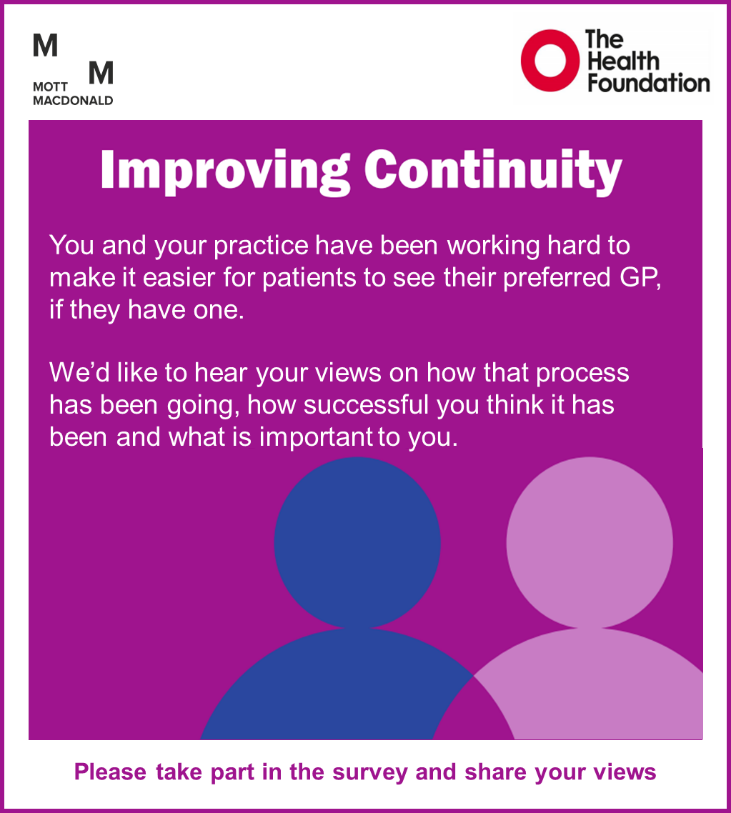 M
M
MOTT
MACDONALD
The
Health
Foundation
Improving Continuity
You and your practice have been working hard to
make it easier for patients to see their preferred GP,
if they have one.
We’d like to hear your views on how that process
has been going, how successful you think it has
been and what is important to you.
Please take part in the survey and share your views